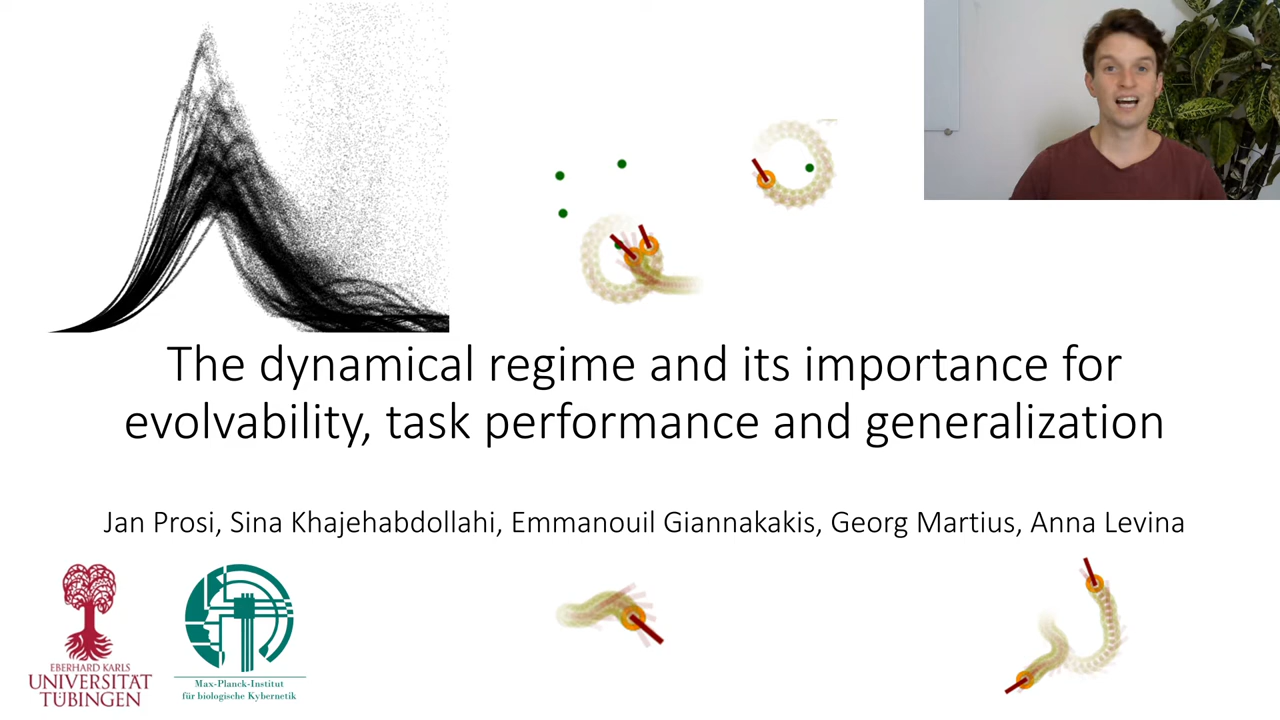 The dynamical regime and its importance for
evolvability, task performance and generalization
Jan Prosi, Sina Khajehabdollahi, Emmanouil Giannakakis, Georg Martius, Anna Levina
EBERHARD KARLS
UNIVERSITÄT
TÜBINGEN
Max-Planck-Institut
für biologische Kybernetik